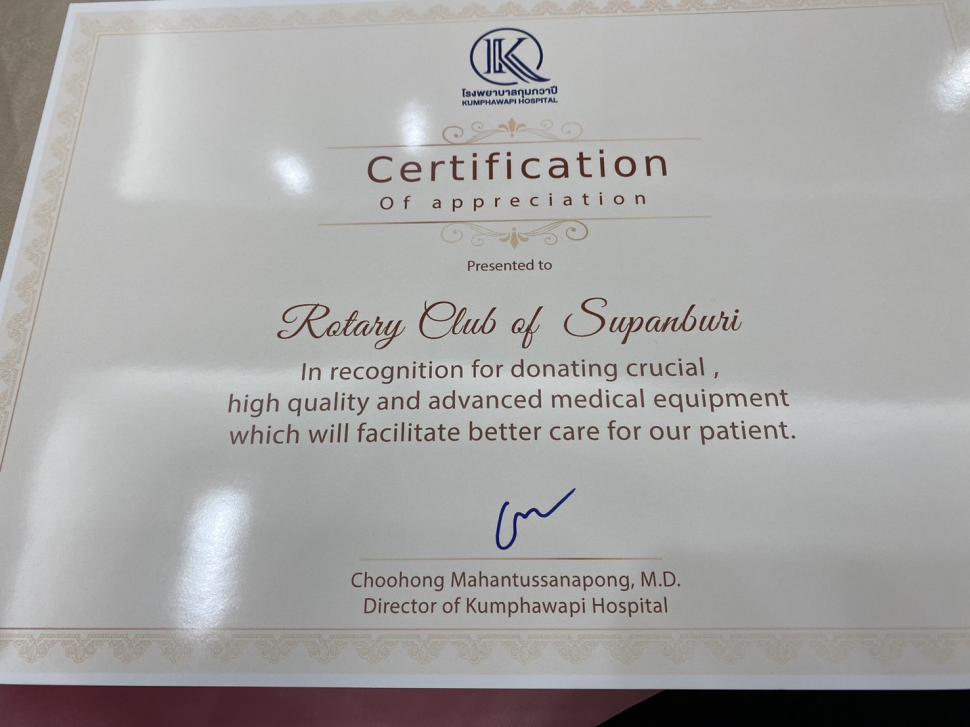 K
โรงพยาบาลกุมภวาปี
KUMPHAWAPI HOSPITAL
Certification
Of appreciation
Presented to
Rotary Club of Supanburi
In recognition for donating crucial ,
high quality and advanced medical equipment
which will facilitate better care for our patient.
Choohong Mahantussanapong, M.D.
Director of Kumphawapi Hospital